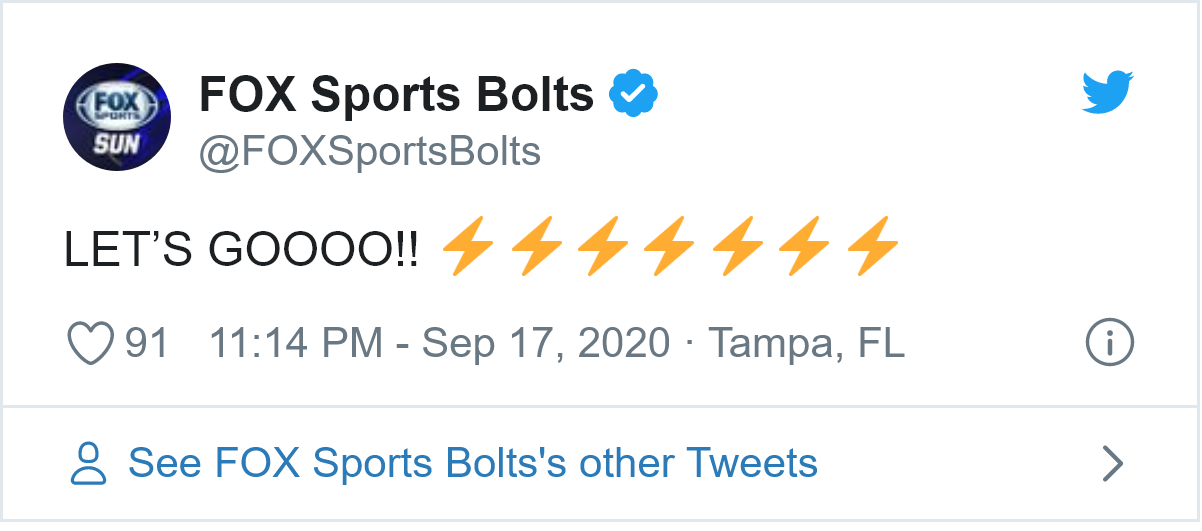 FOX
SPORTS
SUN
FOX Sports Bolts
@FOXSportsBolts
LET’S GOOOO!! ⚡⚡⚡⚡⚡⚡⚡
91 11:14 PM - Sep 17, 2020 · Tampa, FL
See FOX Sports Bolts's other Tweets